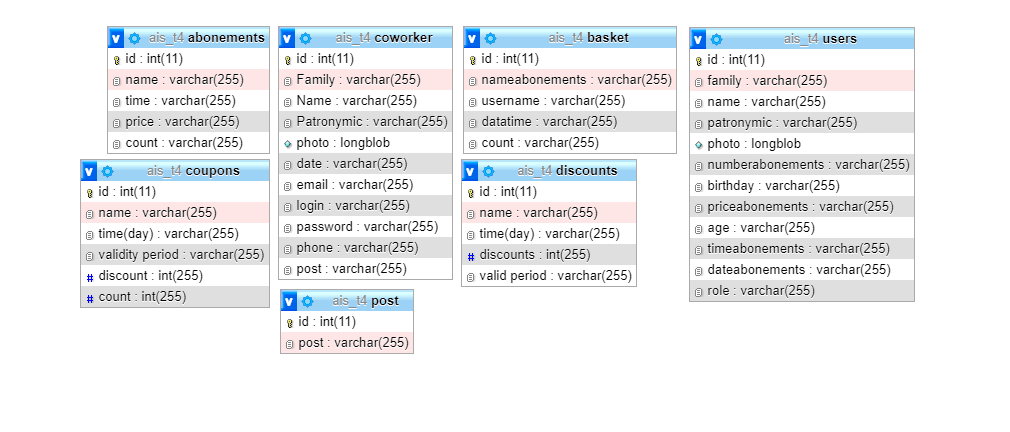 ais_t4 abonements
id : int(11)
name : varchar(255)
time : varchar(255)
price : varchar(255)
count : varchar(255)
ais_t4 coupons
id : int(11)
name : varchar(255)
time(day) : varchar(255)
validity period : varchar(255)
discount : int(255)
count : int(255)
ais_t4 coworker
id : int(11)
Family : varchar(255)
Name : varchar(255)
Patronymic : varchar(255)
photo : longblob
date : varchar(255)
email : varchar(255)
login : varchar(255)
password : varchar(255)
phone : varchar(255)
post : varchar(255)
ais_t4 post
id : int(11)
post : varchar(255)
ais_t4 basket
id : int(11)
nameabonements : varchar(255)
username : varchar(255)
datatime : varchar(255)
count : varchar(255)
ais_t4 discounts
id : int(11)
name : varchar(255)
time(day) : varchar(255)
discounts : int(255)
valid period : varchar(255)
ais_t4 users
id : int(11)
family : varchar(255)
name : varchar(255)
patronymic : varchar(255)
photo : longblob
numberabonements : varchar(255)
birthday : varchar(255)
priceabonements : varchar(255)
age : varchar(255)
timeabonements : varchar(255)
dateabonements : varchar(255)
role : varchar(255)